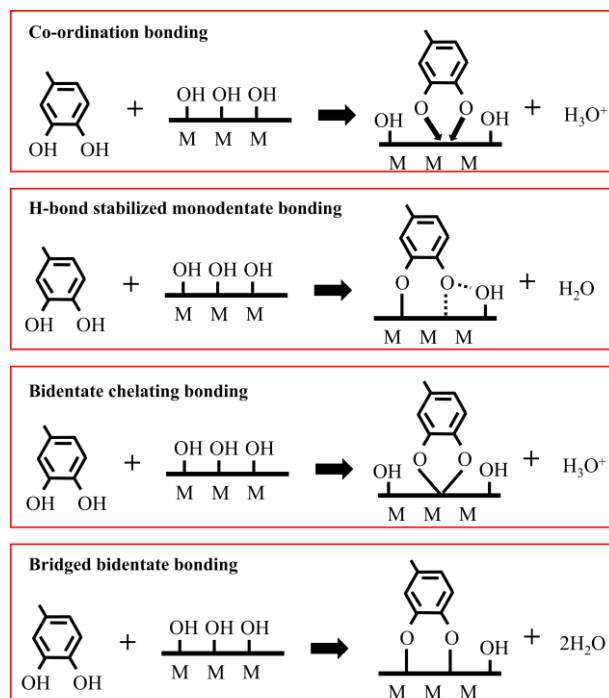 Co-ordination bonding
OH OH OH
+
OH OH
M M M
O O
OH OH
M M M
+ H₃O⁺
H-bond stabilized monodentate bonding
OH OH OH
+
OH OH
M M M
O O
OH
M M M
+ H₂O
Bidentate chelating bonding
OH OH OH
+
OH OH
M M M
O O
OH OH
M M M
+ H₃O⁺
Bridged bidentate bonding
OH OH OH
+
OH OH
M M M
O O
OH
M M M
+ 2H₂O